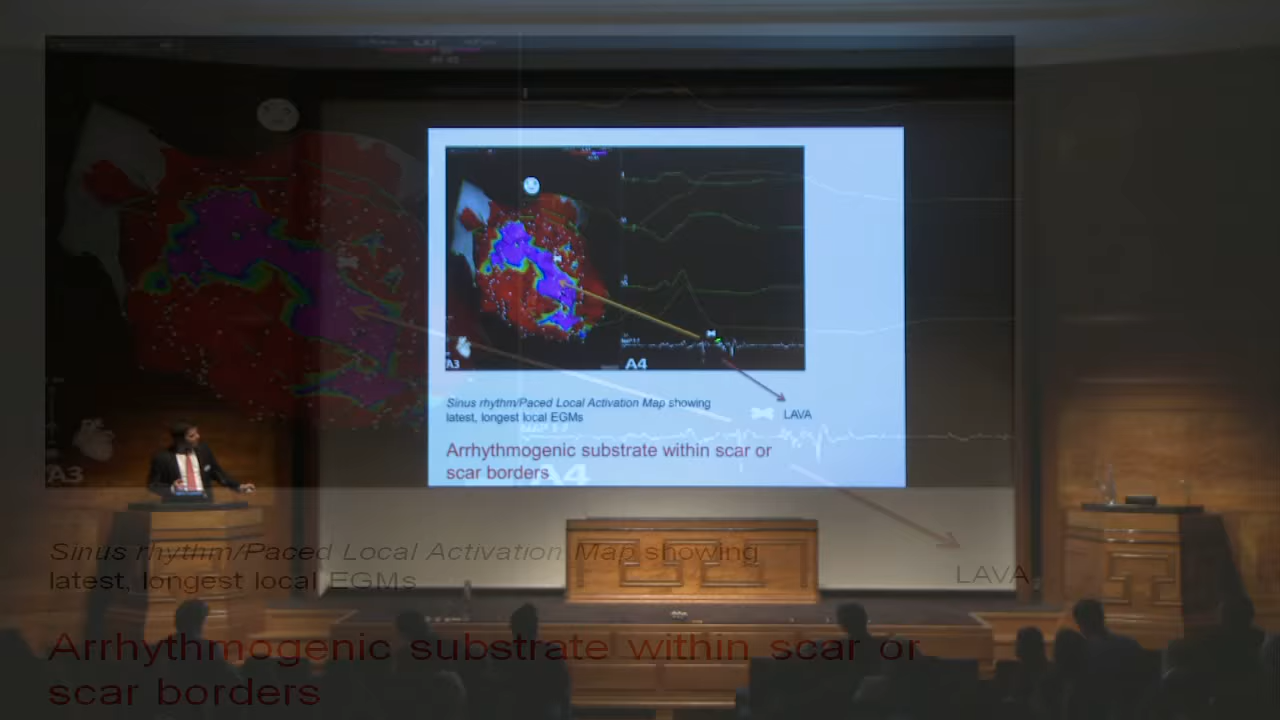 A3
A4
Sinus rhythm/Paced Local Activation Map showing
latest, longest local EGMs
LAVA
Arrhythmogenic substrate within scar or
scar borders
A3
A4
Sinus rhythm/Paced Local Activation Map showing
latest, longest local EGMs
LAVA
Arrhythmogenic substrate within scar or
scar borders